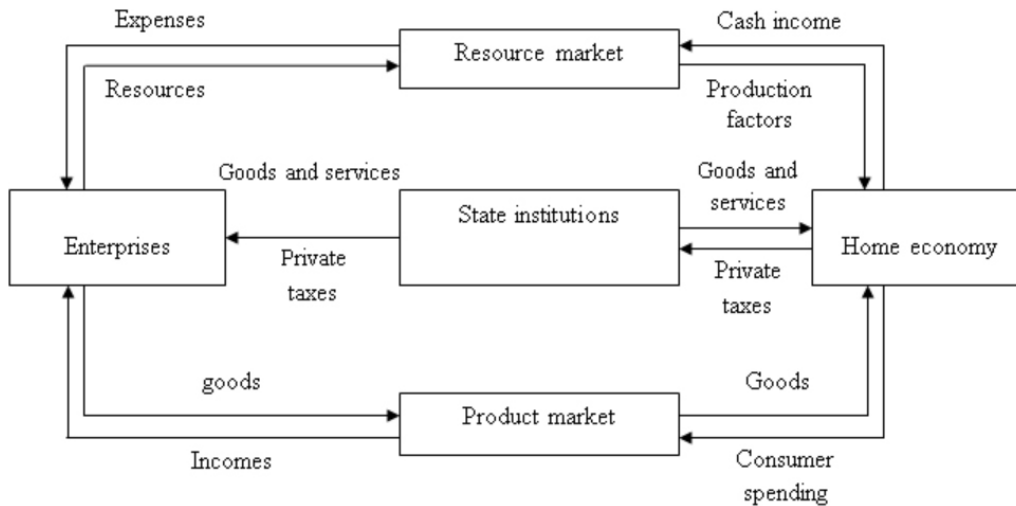 Expenses
Cash income
Resource market
Resources
Production
factors
Goods and services
Goods and
services
State institutions
Enterprises
Home economy
Private
taxes
Private
taxes
goods
Goods
Product market
Incomes
Consumer
spending